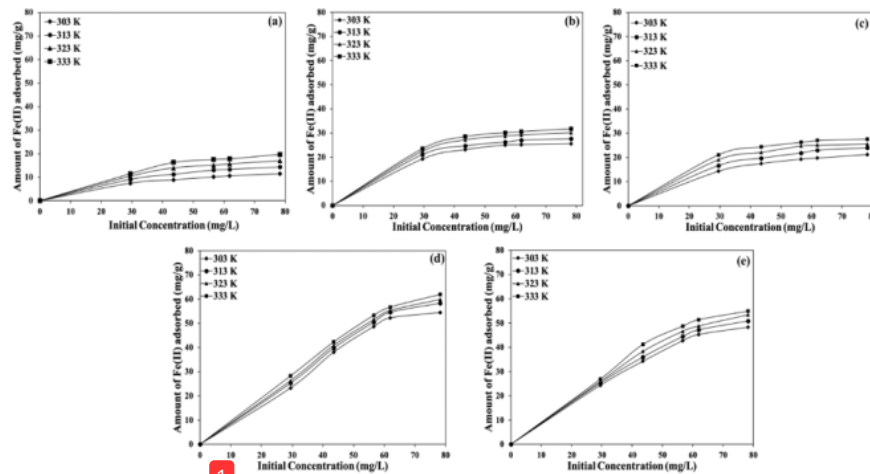 (a)
303 K
313 K
323 K
333 K
Amount of Fe(II) adsorbed (mg/g)
80
70
60
50
40
30
20
10
0
0 10 20 30 40 50 60 70 80
Initial Concentration (mg/L)
(b)
303 K
313 K
323 K
333 K
Amount of Fe(II) adsorbed (mg/g)
80
70
60
50
40
30
20
10
0
0 10 20 30 40 50 60 70 80
Initial Concentration (mg/L)
(c)
303 K
313 K
323 K
333 K
Amount of Fe(II) adsorbed (mg/g)
80
70
60
50
40
30
20
10
0
0 10 20 30 40 50 60 70
Initial Concentration (mg/L)
(d)
303 K
313 K
323 K
333 K
Amount of Fe(II) adsorbed (mg/g)
80
70
60
50
40
30
20
10
0
0 10 20 30 40 50 60 70 80
Initial Concentration (mg/L)
(e)
303 K
313 K
323 K
333 K
Amount of Fe(II) adsorbed (mg/g)
80
70
60
50
40
30
20
10
0
0 10 20 30 40 50 60 70 80
Initial Concentration (mg/L)